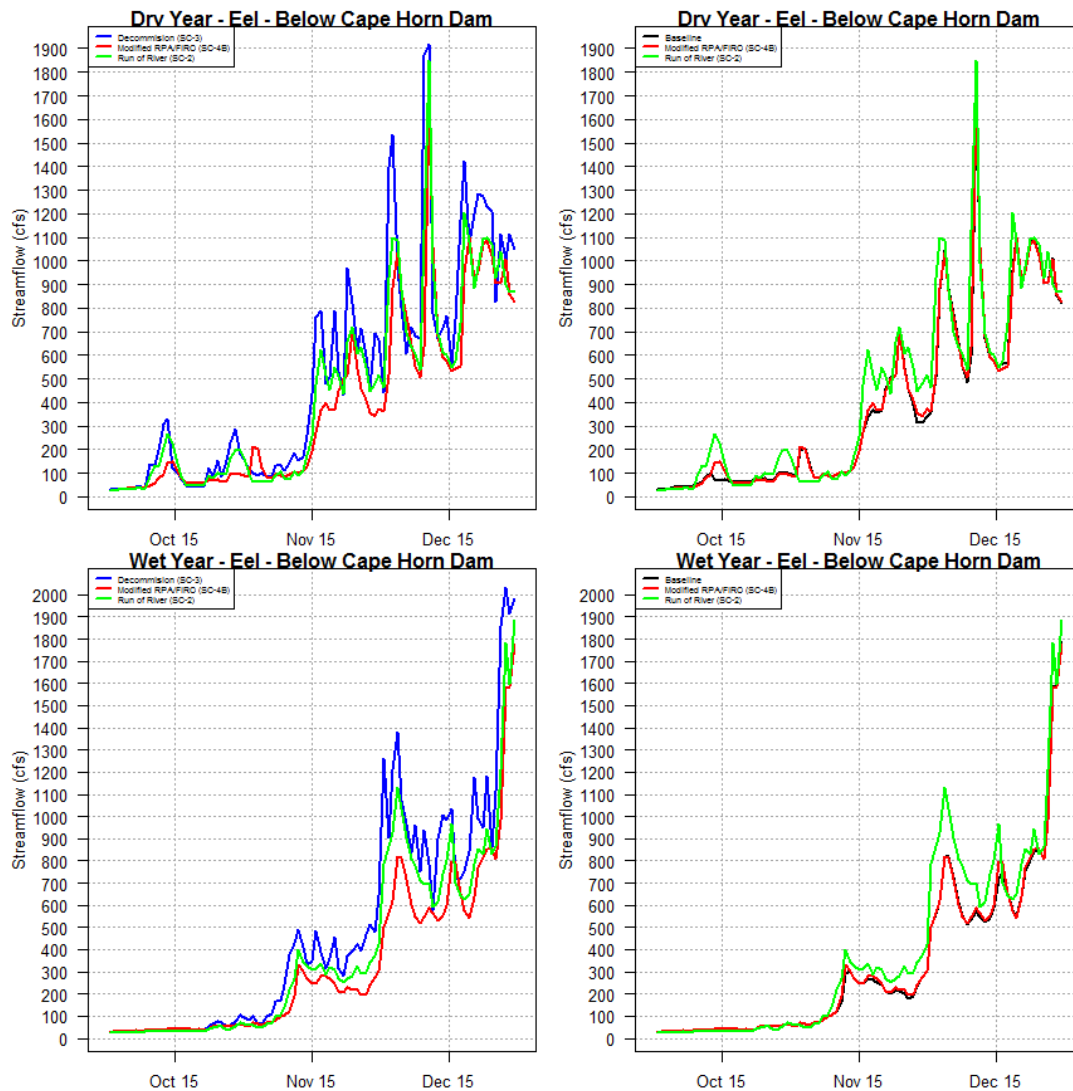 Dry Year - Eel - Below Cape Horn Dam
Decommision (SC-3)
Modified RPA/FIRO (SC-4B)
Run of River (SC-2)
1900
1800
1700
1600
1500
1400
1300
1200
1100
1000
900
800
700
600
500
400
300
200
100
0
Streamflow (cfs)
Oct 15
Nov 15
Dec 15
Dry Year - Eel - Below Cape Horn Dam
Baseline
Modified RPA/FIRO (SC-4B)
Run of River (SC-2)
1900
1800
1700
1600
1500
1400
1300
1200
1100
1000
900
800
700
600
500
400
300
200
100
0
Streamflow (cfs)
Oct 15
Nov 15
Dec 15
Wet Year - Eel - Below Cape Horn Dam
Decommision (SC-3)
Modified RPA/FIRO (SC-4B)
Run of River (SC-2)
2000
1900
1800
1700
1600
1500
1400
1300
1200
1100
1000
900
800
700
600
500
400
300
200
100
0
Streamflow (cfs)
Oct 15
Nov 15
Dec 15
Wet Year - Eel - Below Cape Horn Dam
Baseline
Modified RPA/FIRO (SC-4B)
Run of River (SC-2)
2000
1900
1800
1700
1600
1500
1400
1300
1200
1100
1000
900
800
700
600
500
400
300
200
100
0
Streamflow (cfs)
Oct 15
Nov 15
Dec 15